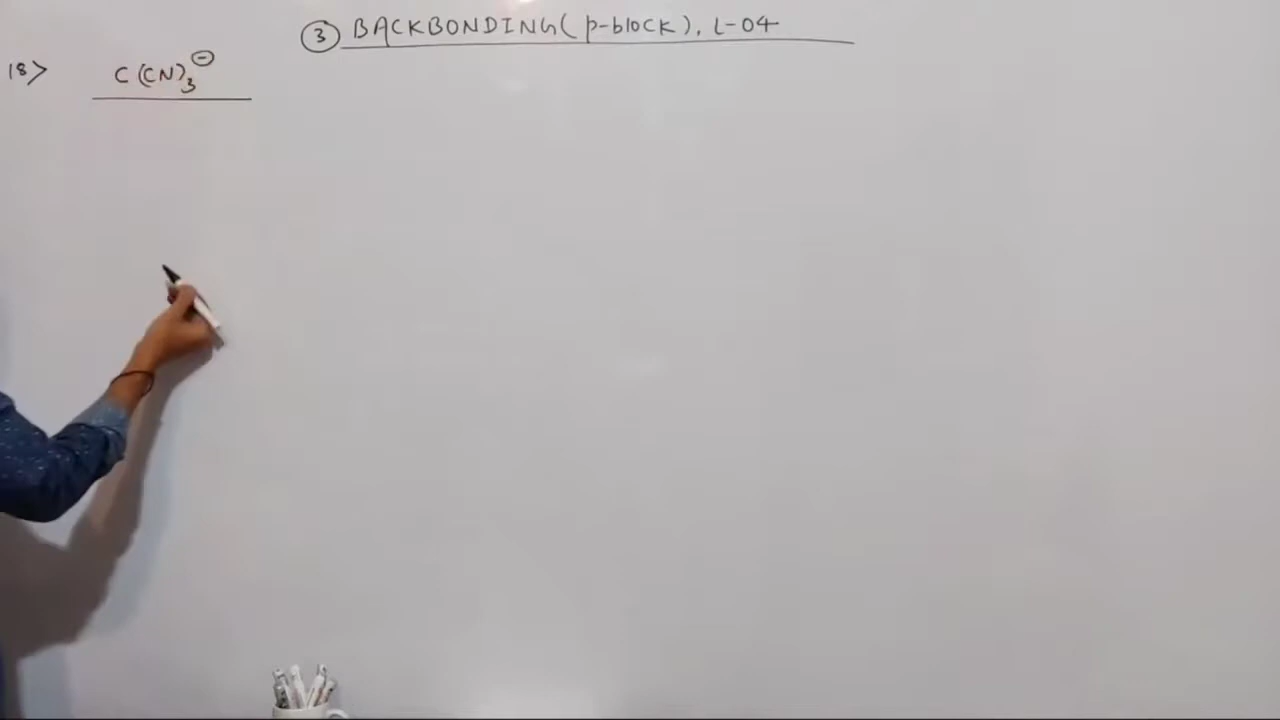 ③ BACKBONDING(p-block). L-04
18> C(CN)₃⊖